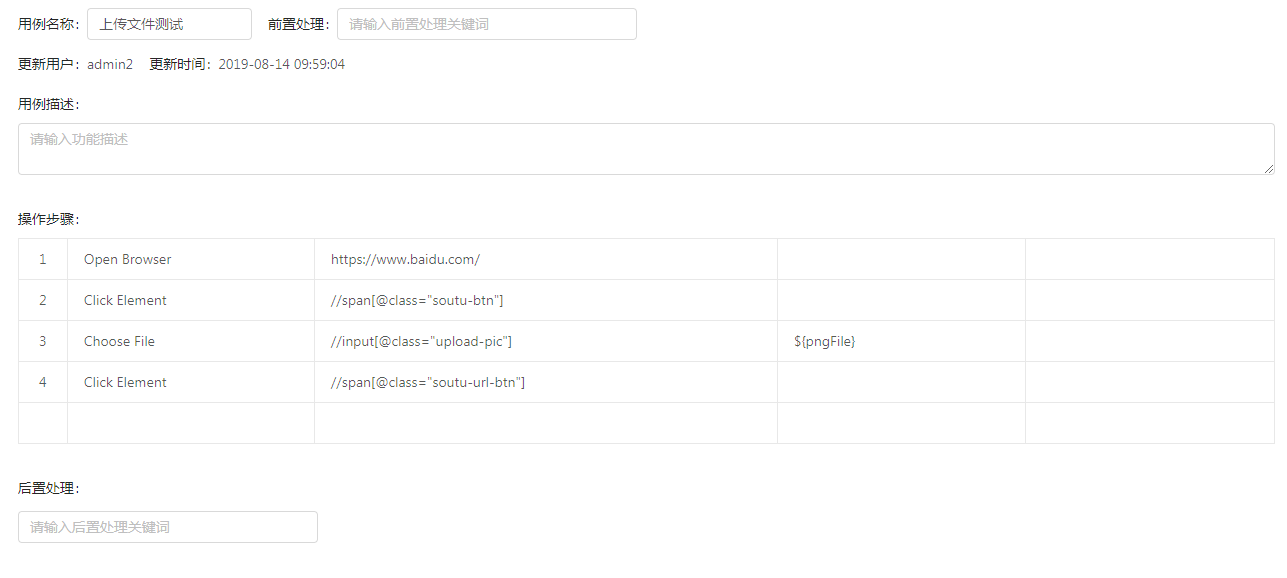 用例名称： 上传文件测试 前置处理： 请输入前置处理关键词
更新用户：admin2 更新时间：2019-08-14 09:59:04
用例描述：
请输入功能描述
操作步骤：
1 Open Browser https://www.baidu.com/
2 Click Element //span[@class="soutu-btn"]
3 Choose File //input[@class="upload-pic"] ${pngFile}
4 Click Element //span[@class="soutu-url-btn"]
后置处理：
请输入后置处理关键词